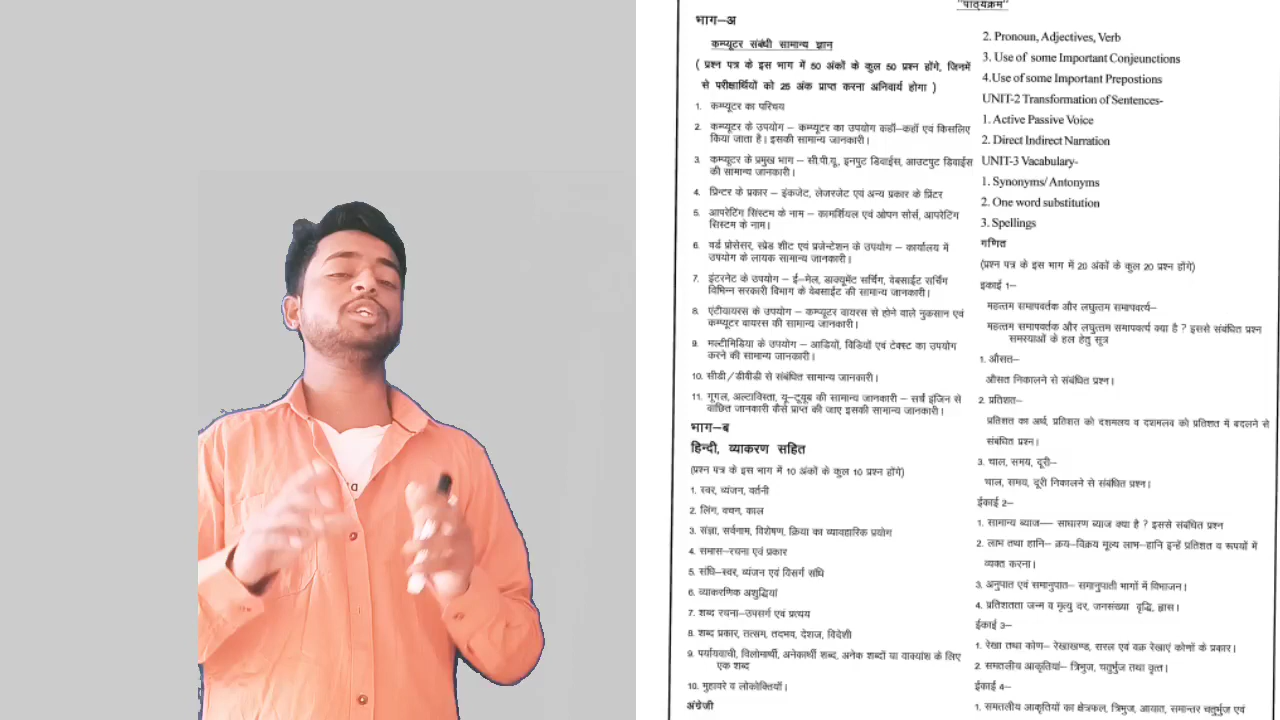 "पाठ्यक्रम"
भाग–अ
कम्प्यूटर संबंधी सामान्य ज्ञान
( प्रश्न पत्र के इस भाग में 50 अंकों के कुल 50 प्रश्न होंगे, जिनमें
से परीक्षार्थियों को 25 अंक प्राप्त करना अनिवार्य होगा )
1. कम्प्यूटर का परिचय
2. कम्प्यूटर के उपयोग – कम्प्यूटर का उपयोग कहाँ–कहाँ एवं किसलिए
किया जाता है। इसकी सामान्य जानकारी।
3. कम्प्यूटर के प्रमुख भाग – सी.पी.यू., इनपुट डिवाईस, आउटपुट डिवाईस
की सामान्य जानकारी।
4. प्रिन्टर के प्रकार – इंकजेट, लेजरजेट एवं अन्य प्रकार के प्रिंटर
5. आपरेटिंग सिस्टम के नाम – कामर्शियल एवं ओपन सोर्स, आपरेटिंग
सिस्टम के नाम।
6. वर्ड प्रोसेसर, स्प्रेड शीट एवं प्रजेन्टेशन के उपयोग – कार्यालय में
उपयोग के लायक सामान्य जानकारी।
7. इंटरनेट के उपयोग – ई–मेल, डाक्यूमेंट सर्चिंग, वेबसाईट सर्चिंग
विभिन्न सरकारी विभाग के वेबसाईट की सामान्य जानकारी।
8. एंटीवायरस के उपयोग – कम्प्यूटर वायरस से होने वाले नुकसान एवं
कम्प्यूटर वायरस की सामान्य जानकारी।
9. मल्टीमिडिया के उपयोग – आडियो, विडियों एवं टेक्स्ट का उपयोग
करने की सामान्य जानकारी।
10. सीडी/डीवीडी से संबंधित सामान्य जानकारी।
11. गूगल, अल्टाविस्ता, यू–ट्यूब की सामान्य जानकारी – सर्च इंजिन से
वांछित जानकारी कैसे प्राप्त की जाए इसकी सामान्य जानकारी।
भाग–ब
हिन्दी, व्याकरण सहित
(प्रश्न पत्र के इस भाग में 10 अंकों के कुल 10 प्रश्न होंगे)
1. स्वर, व्यंजन, वर्तनी
2. लिंग, वचन, काल
3. संज्ञा, सर्वनाम, विशेषण, क्रिया का व्यावहारिक प्रयोग
4. समास–रचना एवं प्रकार
5. संधि–स्वर, व्यंजन एवं विसर्ग संधि
6. व्याकरणिक अशुद्धियां
7. शब्द रचना–उपसर्ग एवं प्रत्यय
8. शब्द प्रकार, तत्सम, तदभव, देशज, विदेशी
9. पर्यायवाची, विलोमार्थी, अनेकार्थी शब्द, अनेक शब्दों या वाक्यांश के लिए
एक शब्द
10. मुहावरे व लोकोक्तियाँ।
अंग्रेजी
2. Pronoun, Adjectives, Verb
3. Use of some Important Conjeunctions
4.Use of some Important Prepostions
UNIT-2 Transformation of Sentences-
1. Active Passive Voice
2. Direct Indirect Narration
UNIT-3 Vacabulary-
1. Synonyms/Antonyms
2. One word substitution
3. Spellings
गणित
(प्रश्न पत्र के इस भाग में 20 अंकों के कुल 20 प्रश्न होंगे)
इकाई 1–
महत्तम समापवर्तक और लघुत्तम समापवर्त्य–
महत्तम समापवर्तक और लघुत्तम समापवर्त्य क्या है ? इससे संबंधित प्रश्न
समस्याओं के हल हेतु सूत्र
1. औसत–
औसत निकालने से संबंधित प्रश्न।
2. प्रतिशत–
प्रतिशत का अर्थ, प्रतिशत को दशमलव व दशमलव को प्रतिशत में बदलने से
संबंधित प्रश्न।
3. चाल, समय, दूरी–
चाल, समय, दूरी निकालने से संबंधित प्रश्न।
ईकाई 2–
1. सामान्य ब्याज– साधारण ब्याज क्या है ? इससे संबंधित प्रश्न
2. लाभ तथा हानि– क्रय–विक्रय मूल्य लाभ–हानि इन्हें प्रतिशत व रूपयों में
व्यक्त करना।
3. अनुपात एवं समानुपात– समानुपाती भागों में विभाजन।
4. प्रतिशतता जन्म व मृत्यु दर, जनसंख्या वृद्धि, ह्रास।
ईकाई 3–
1. रेखा तथा कोण– रेखाखण्ड, सरल एवं वक्र रेखाएं कोणों के प्रकार।
2. समतलीय आकृतियां– त्रिभुज, चतुर्भुज तथा वृत्त।
ईकाई 4–
1. समतलीय आकृतियों का क्षेत्रफल, त्रिभुज, आयात, समान्तर चतुर्भुज एवं